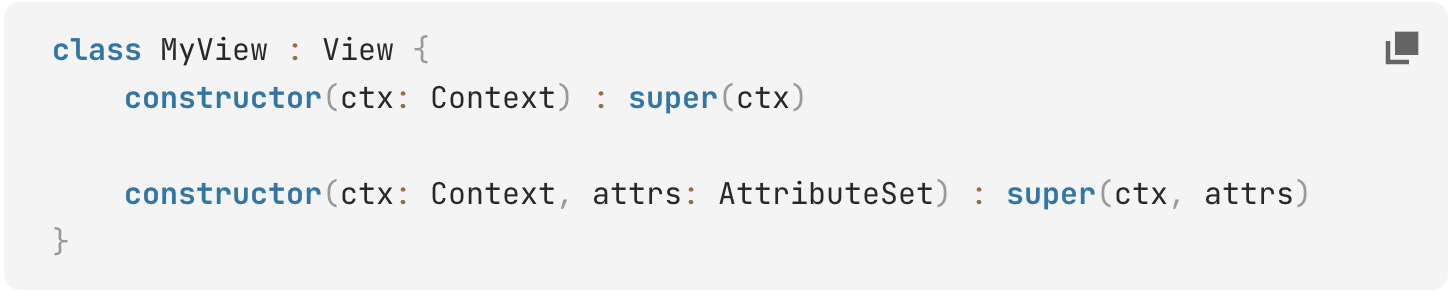 class MyView : View {
    constructor(ctx: Context) : super(ctx)

    constructor(ctx: Context, attrs: AttributeSet) : super(ctx, attrs)
}